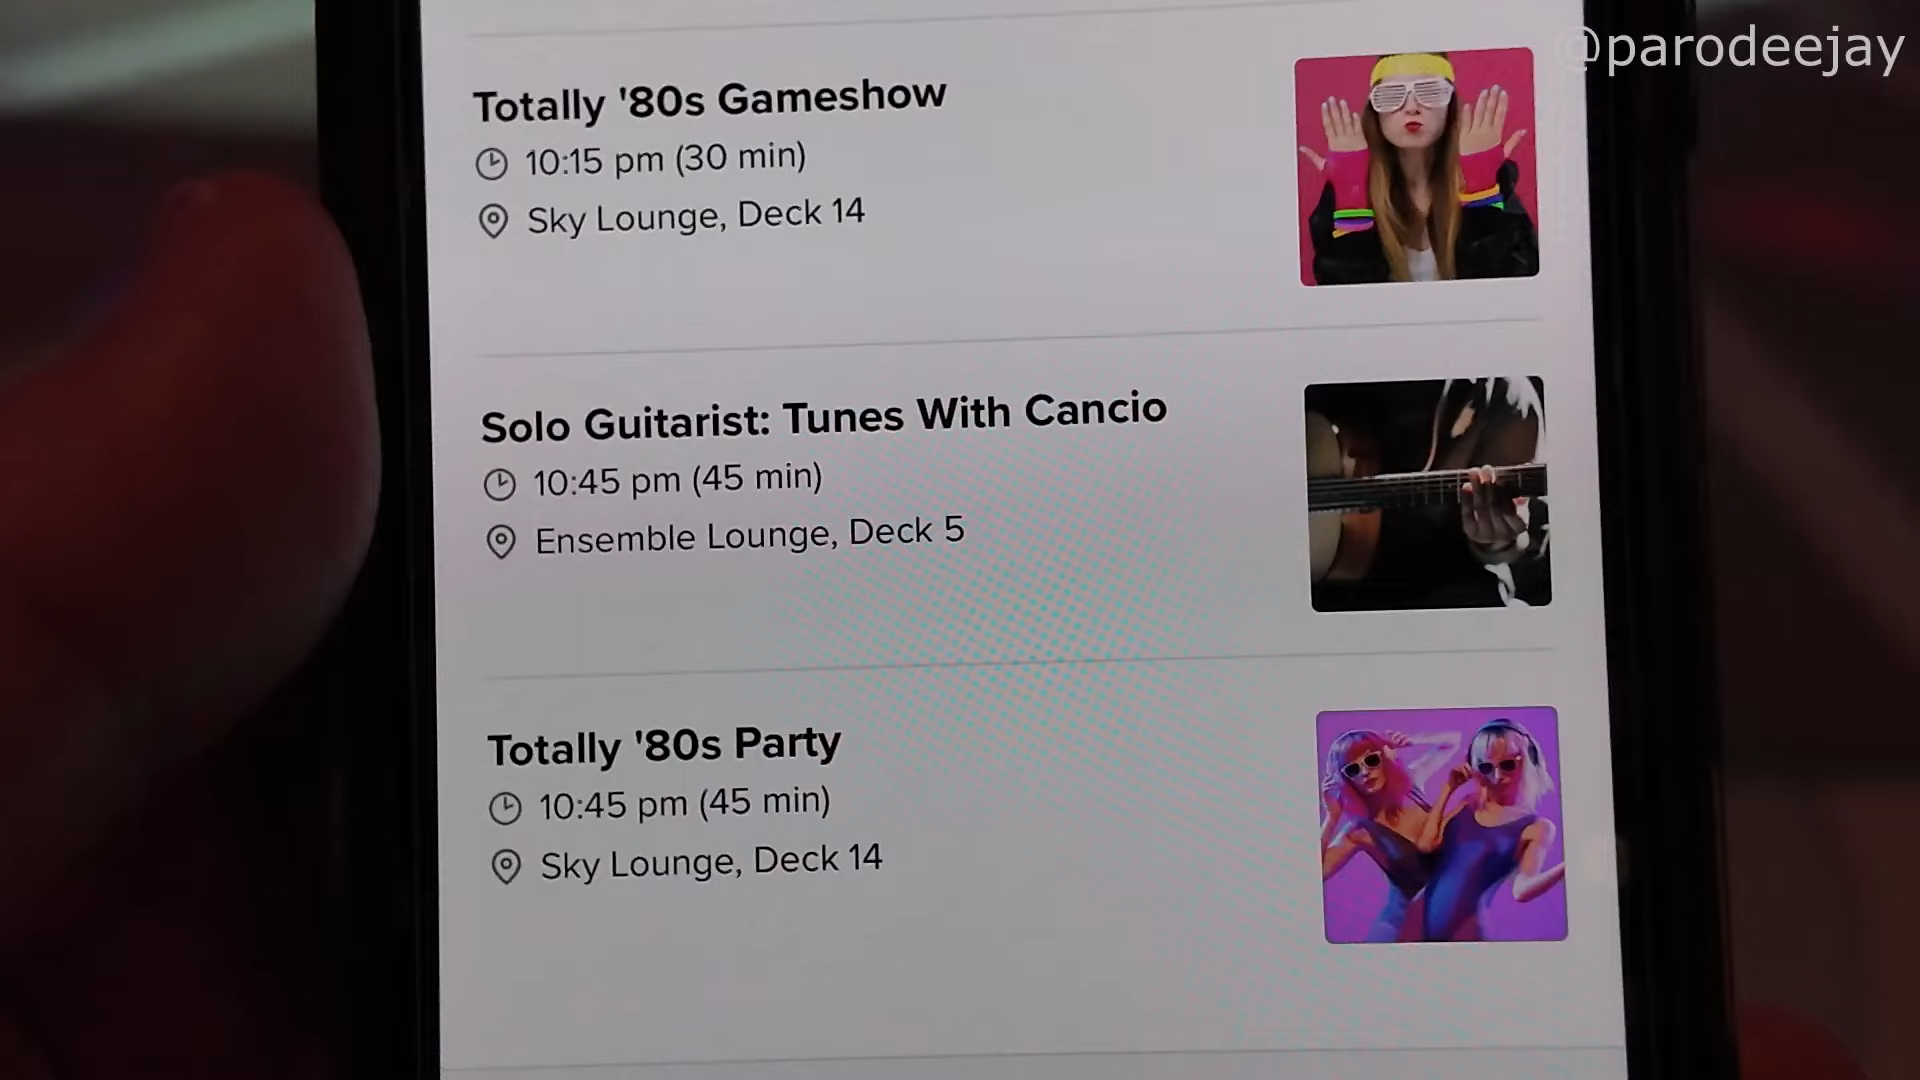 @parodeejay
Totally '80s Gameshow
10:15 pm (30 min)
Sky Lounge, Deck 14
Solo Guitarist: Tunes With Cancio
10:45 pm (45 min)
Ensemble Lounge, Deck 5
Totally '80s Party
10:45 pm (45 min)
Sky Lounge, Deck 14